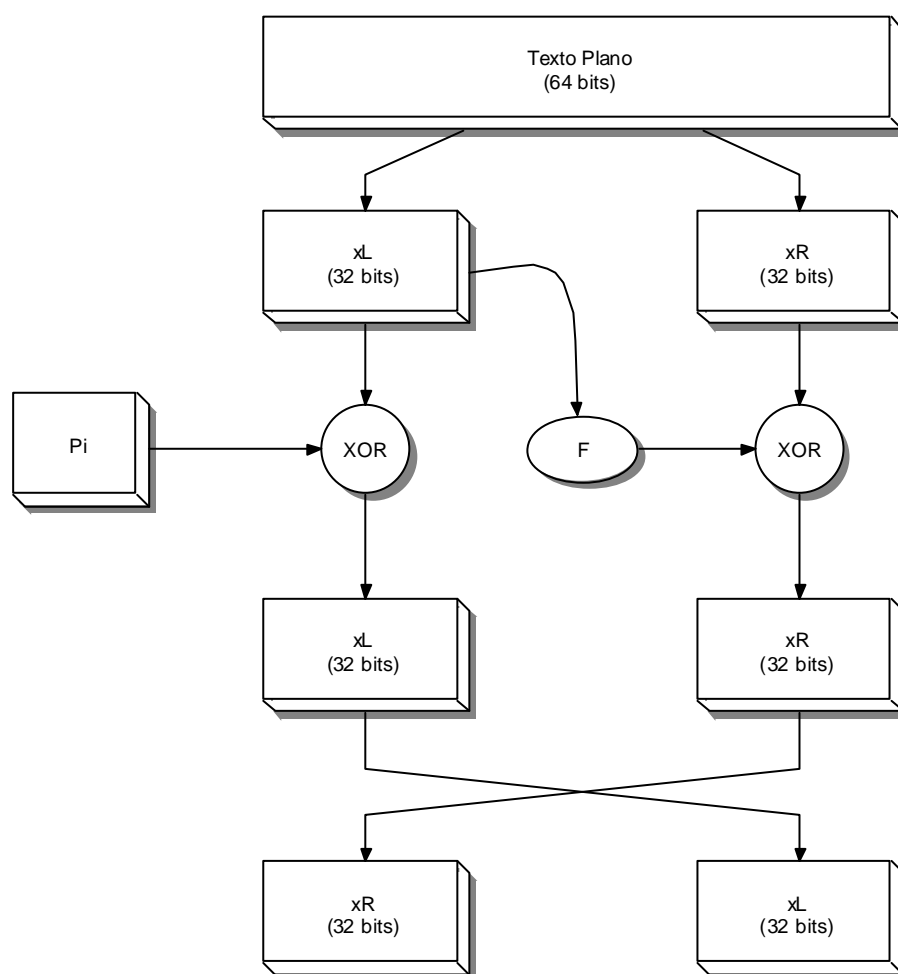 Texto Plano
(64 bits)
xL
(32 bits)
xR
(32 bits)
Pi
XOR
F
XOR
xL
(32 bits)
xR
(32 bits)
xR
(32 bits)
xL
(32 bits)